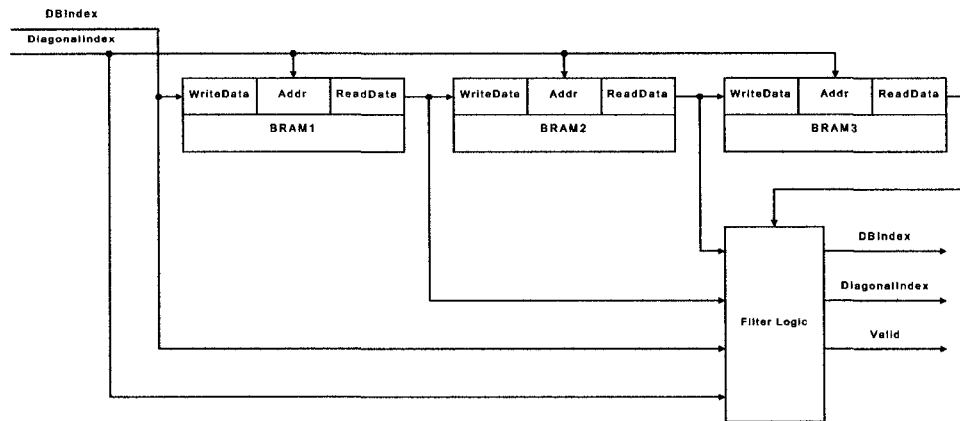 DBIndex
DiagonalIndex
WriteData Addr ReadData WriteData Addr ReadData WriteData Addr ReadData
BRAM1 BRAM2 BRAM3
DBIndex
DiagonalIndex
Filter Logic
Valid